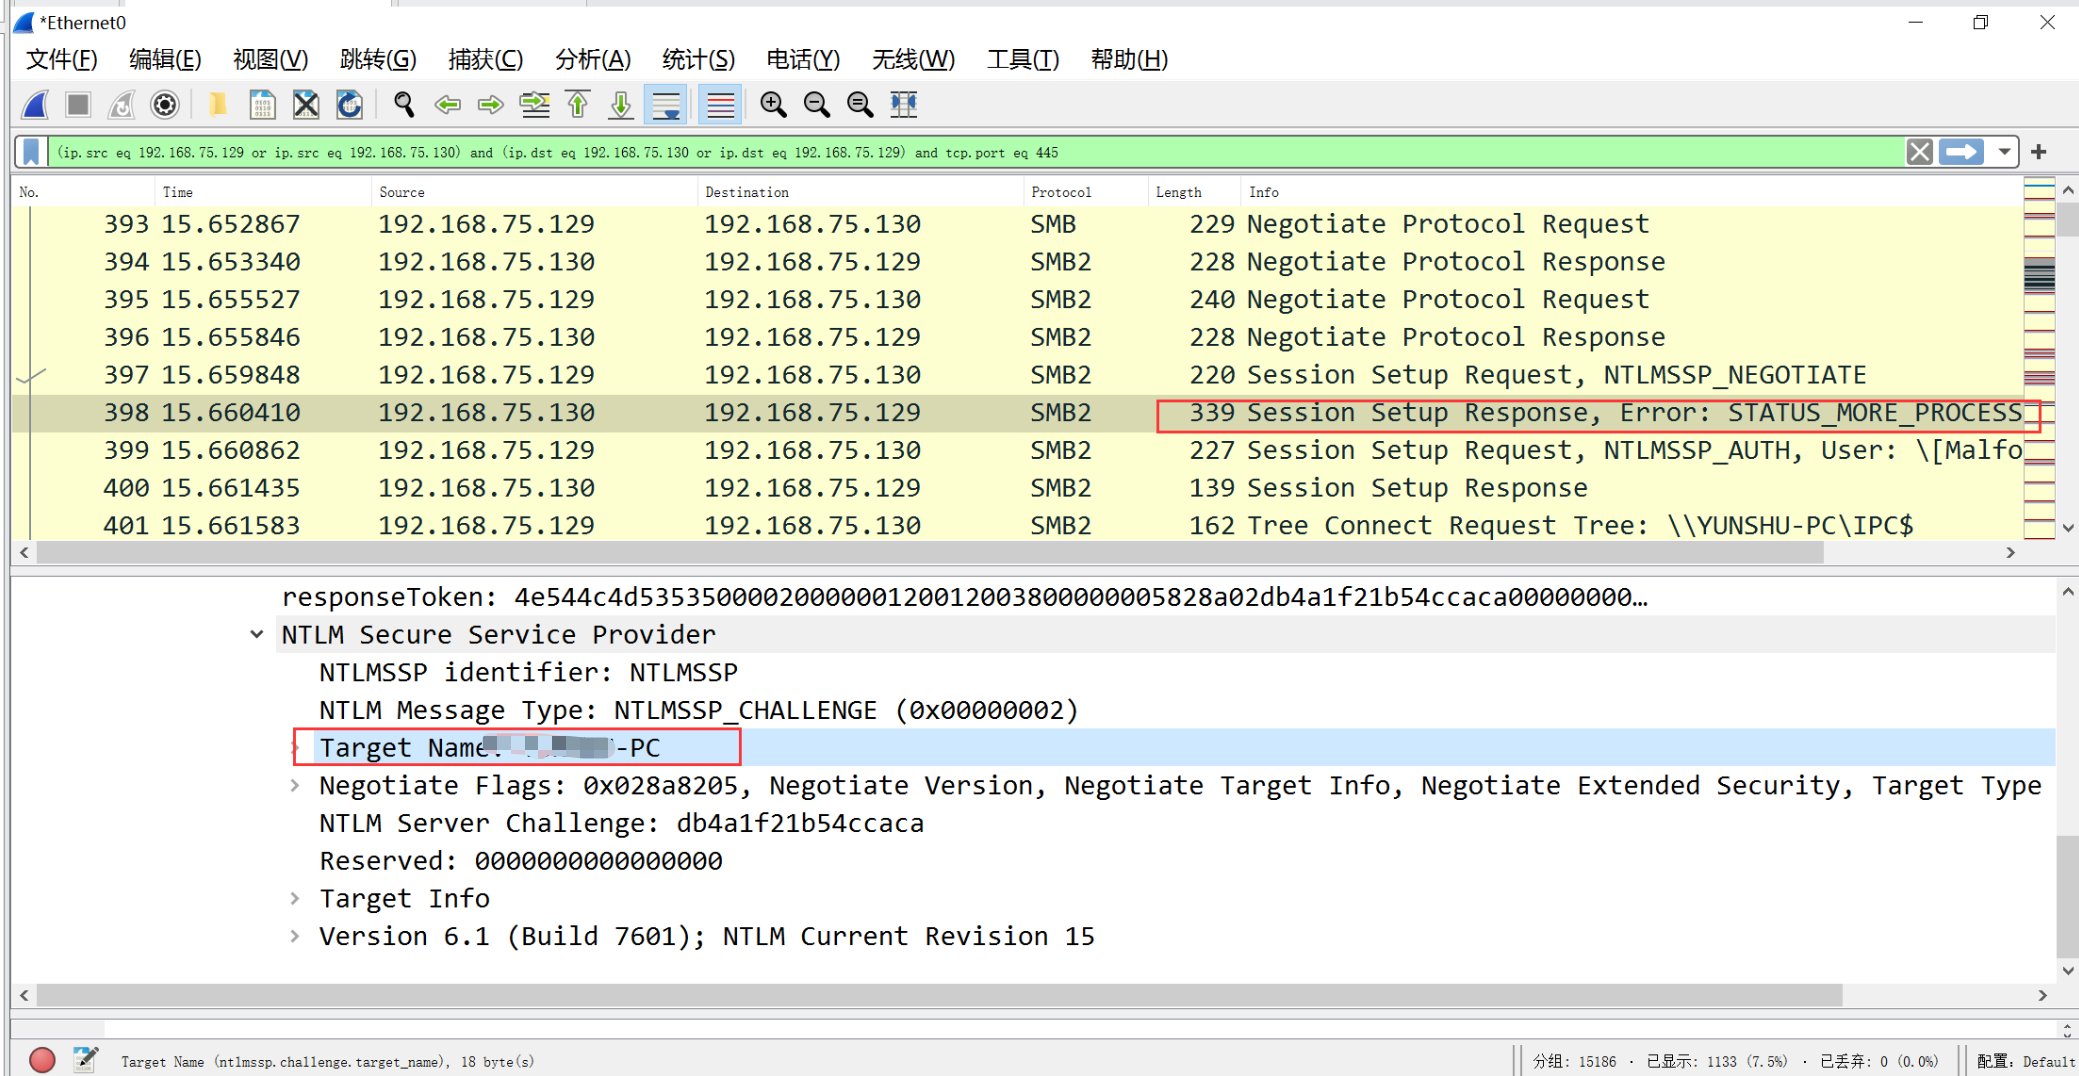 *Ethernet0
文件(F) 编辑(E) 视图(V) 跳转(G) 捕获(C) 分析(A) 统计(S) 电话(Y) 无线(W) 工具(T) 帮助(H)
(ip.src eq 192.168.75.129 or ip.src eq 192.168.75.130) and (ip.dst eq 192.168.75.130 or ip.dst eq 192.168.75.129) and tcp.port eq 445
No. Time Source Destination Protocol Length Info
393 15.652867 192.168.75.129 192.168.75.130 SMB 229 Negotiate Protocol Request
394 15.653340 192.168.75.130 192.168.75.129 SMB2 228 Negotiate Protocol Response
395 15.655527 192.168.75.129 192.168.75.130 SMB2 240 Negotiate Protocol Request
396 15.655846 192.168.75.130 192.168.75.129 SMB2 228 Negotiate Protocol Response
397 15.659848 192.168.75.129 192.168.75.130 SMB2 220 Session Setup Request, NTLMSSP_NEGOTIATE
398 15.660410 192.168.75.130 192.168.75.129 SMB2 339 Session Setup Response, Error: STATUS_MORE_PROCESS
399 15.660862 192.168.75.129 192.168.75.130 SMB2 227 Session Setup Request, NTLMSSP_AUTH, User: \[Malfo
400 15.661435 192.168.75.130 192.168.75.129 SMB2 139 Session Setup Response
401 15.661583 192.168.75.129 192.168.75.130 SMB2 162 Tree Connect Request Tree: \\YUNSHU-PC\IPC$
responseToken: 4e544c4d5353500002000000120012003800000005828a02db4a1f21b54ccaca00000000…
NTLM Secure Service Provider
NTLMSSP identifier: NTLMSSP
NTLM Message Type: NTLMSSP_CHALLENGE (0x00000002)
Target Name: -PC
Negotiate Flags: 0x028a8205, Negotiate Version, Negotiate Target Info, Negotiate Extended Security, Target Type
NTLM Server Challenge: db4a1f21b54ccaca
Reserved: 0000000000000000
Target Info
Version 6.1 (Build 7601); NTLM Current Revision 15
Target Name (ntlmssp.challenge.target_name), 18 byte(s) 分组: 15186 · 已显示: 1133 (7.5%) · 已丢弃: 0 (0.0%) 配置: Default